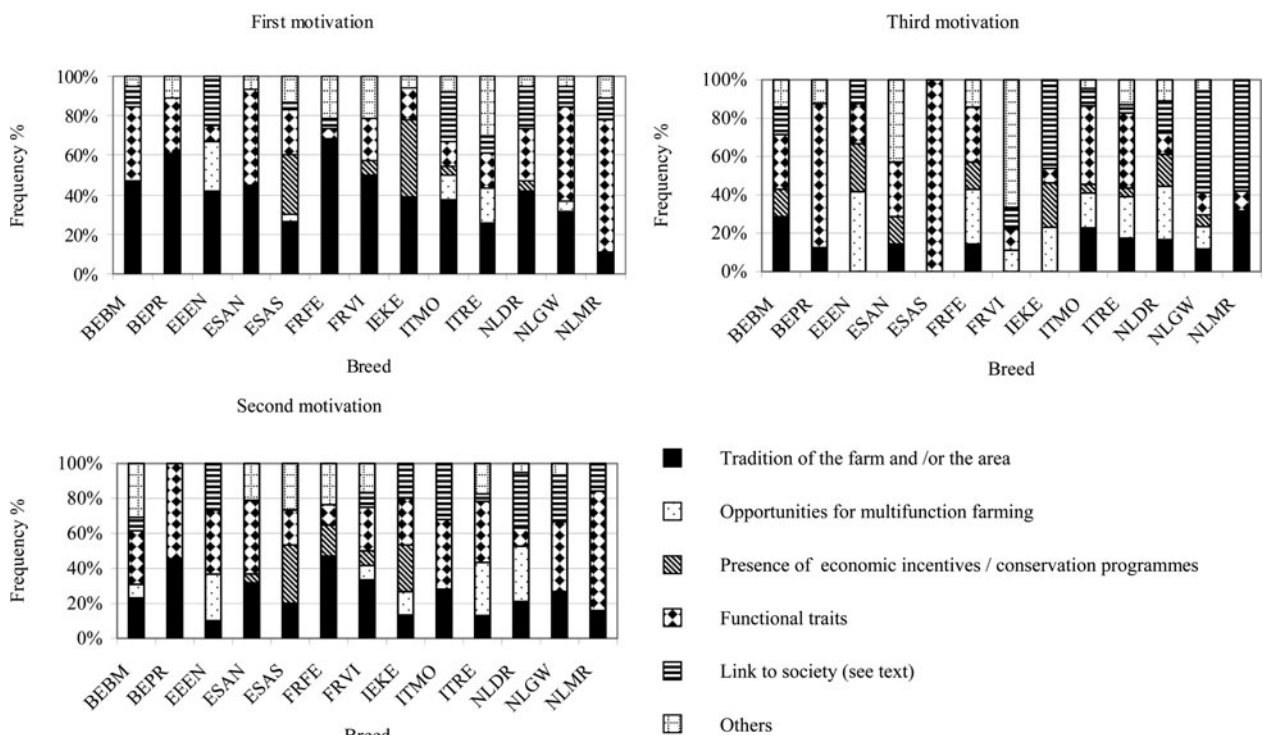 First motivation
Frequency %
100%
80%
60%
40%
20%
0%
BEBM
BEPR
EEEN
ESAN
ESAS
FRFE
FRVI
IEKE
ITMO
ITRE
NLDR
NLGW
NLMR
Breed
Third motivation
Frequency %
100%
80%
60%
40%
20%
0%
BEBM
BEPR
EEEN
ESAN
ESAS
FRFE
FRVI
IEKE
ITMO
ITRE
NLDR
NLGW
NLMR
Breed
Second motivation
Frequency %
100%
80%
60%
40%
20%
0%
BEBM
BEPR
EEEN
ESAN
ESAS
FRFE
FRVI
IEKE
ITMO
ITRE
NLDR
NLGW
NLMR
Breed
Tradition of the farm and /or the area
Opportunities for multifunction farming
Presence of economic incentives / conservation programmes
Functional traits
Link to society (see text)
Others